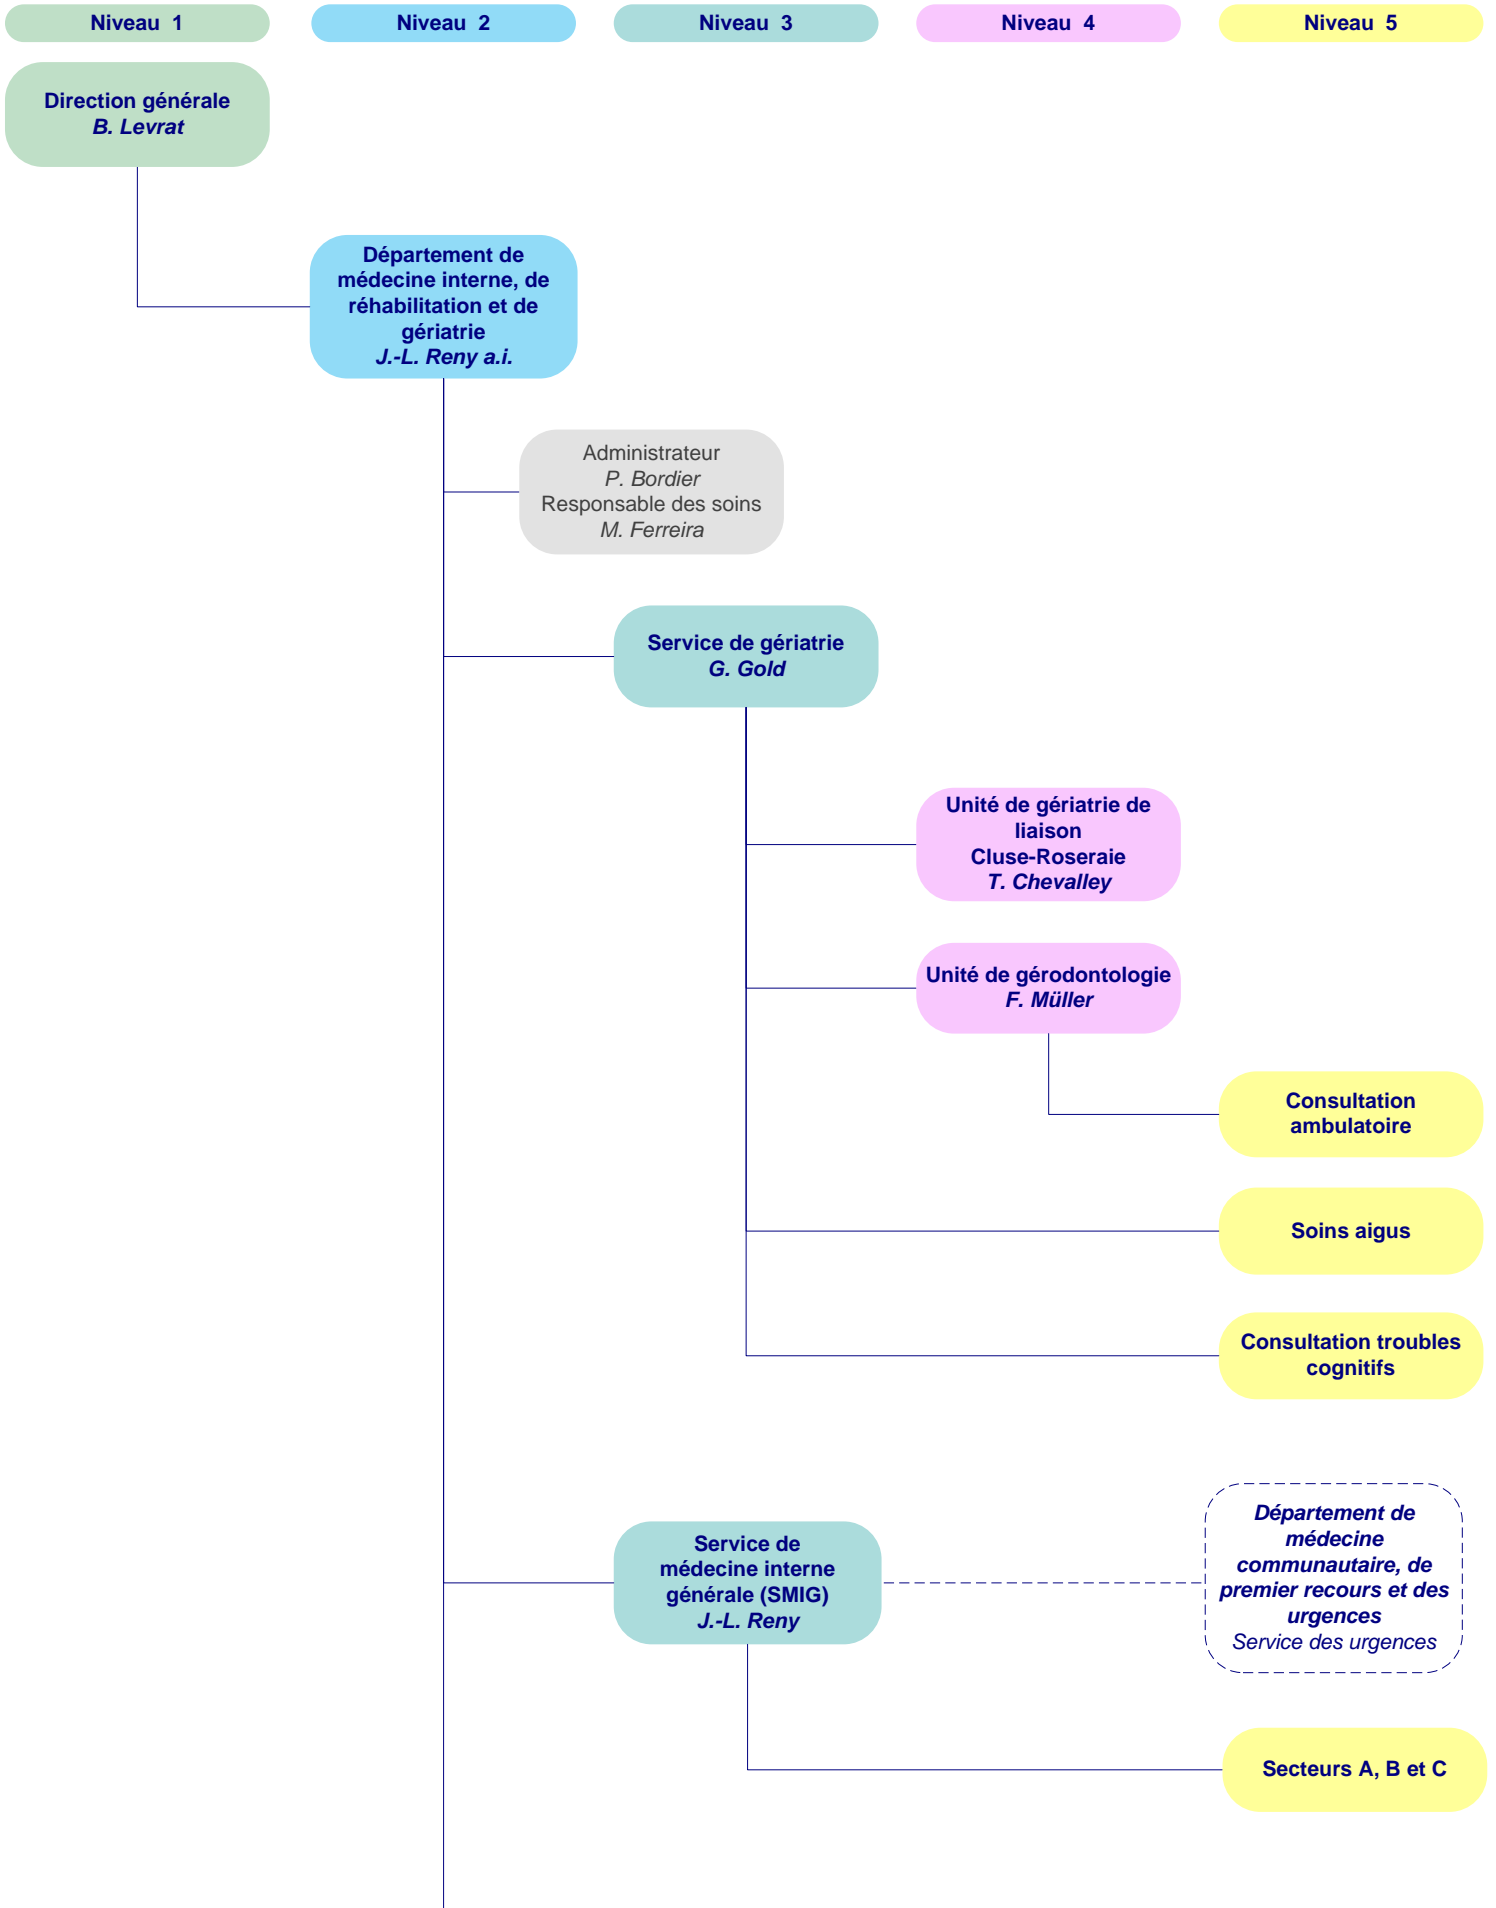 Niveau 1
Niveau 2
Niveau 3
Niveau 4
Niveau 5
Direction générale
B. Levrat
Département de
médecine interne, de
réhabilitation et de
gériatrie
J.-L. Reny a.i.
Administrateur
P. Bordier
Responsable des soins
M. Ferreira
Service de gériatrie
G. Gold
Unité de gériatrie de
liaison
Cluse-Roseraie
T. Chevalley
Unité de gérodontologie
F. Müller
Consultation
ambulatoire
Soins aigus
Consultation troubles
cognitifs
Service de
médecine interne
générale (SMIG)
J.-L. Reny
Département de
médecine
communautaire, de
premier recours et des
urgences
Service des urgences
Secteurs A, B et C